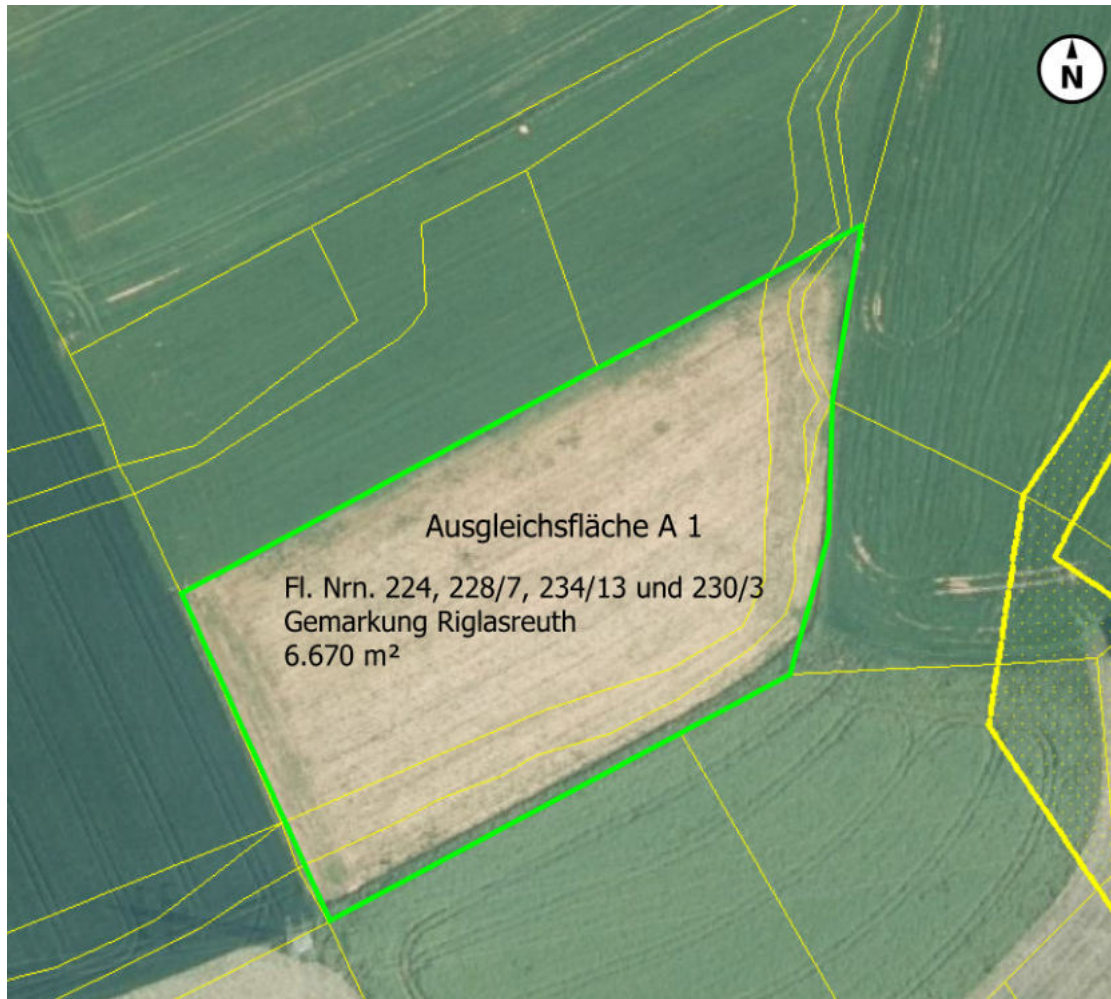 N
Ausgleichsfläche A 1
Fl. Nrn. 224, 228/7, 234/13 und 230/3
Gemarkung Riglasreuth
6.670 m²